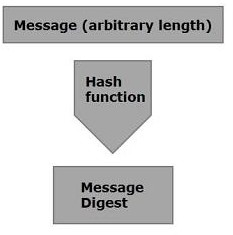 Message (arbitrary length)
Hash
function
Message
Digest